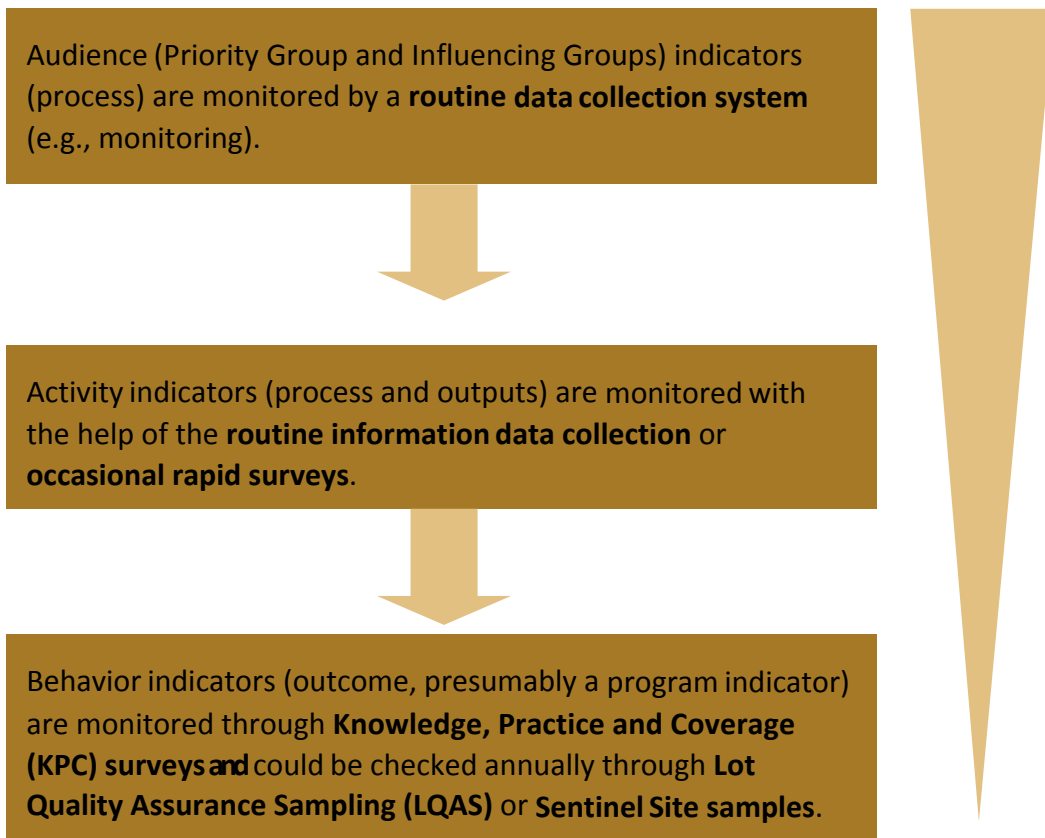 Audience (Priority Group and Influencing Groups) indicators
(process) are monitored by a routine data collection system
(e.g., monitoring).
Activity indicators (process and outputs) are monitored with
the help of the routine information data collection or
occasional rapid surveys.
Behavior indicators (outcome, presumably a program indicator)
are monitored through Knowledge, Practice and Coverage
(KPC) surveys and could be checked annually through Lot
Quality Assurance Sampling (LQAS) or Sentinel Site samples.